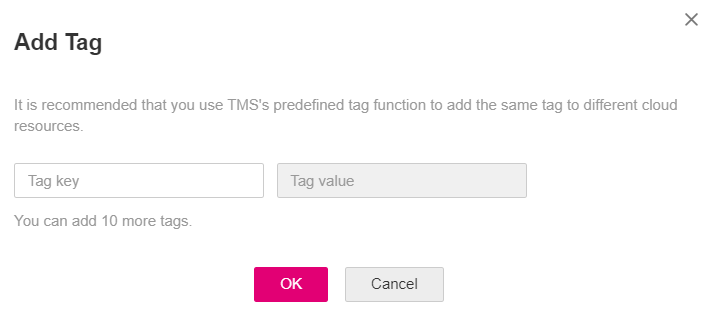 Add Tag
It is recommended that you use TMS's predefined tag function to add the same tag to different cloud
resources.
Tag key
Tag value
You can add 10 more tags.
OK
Cancel